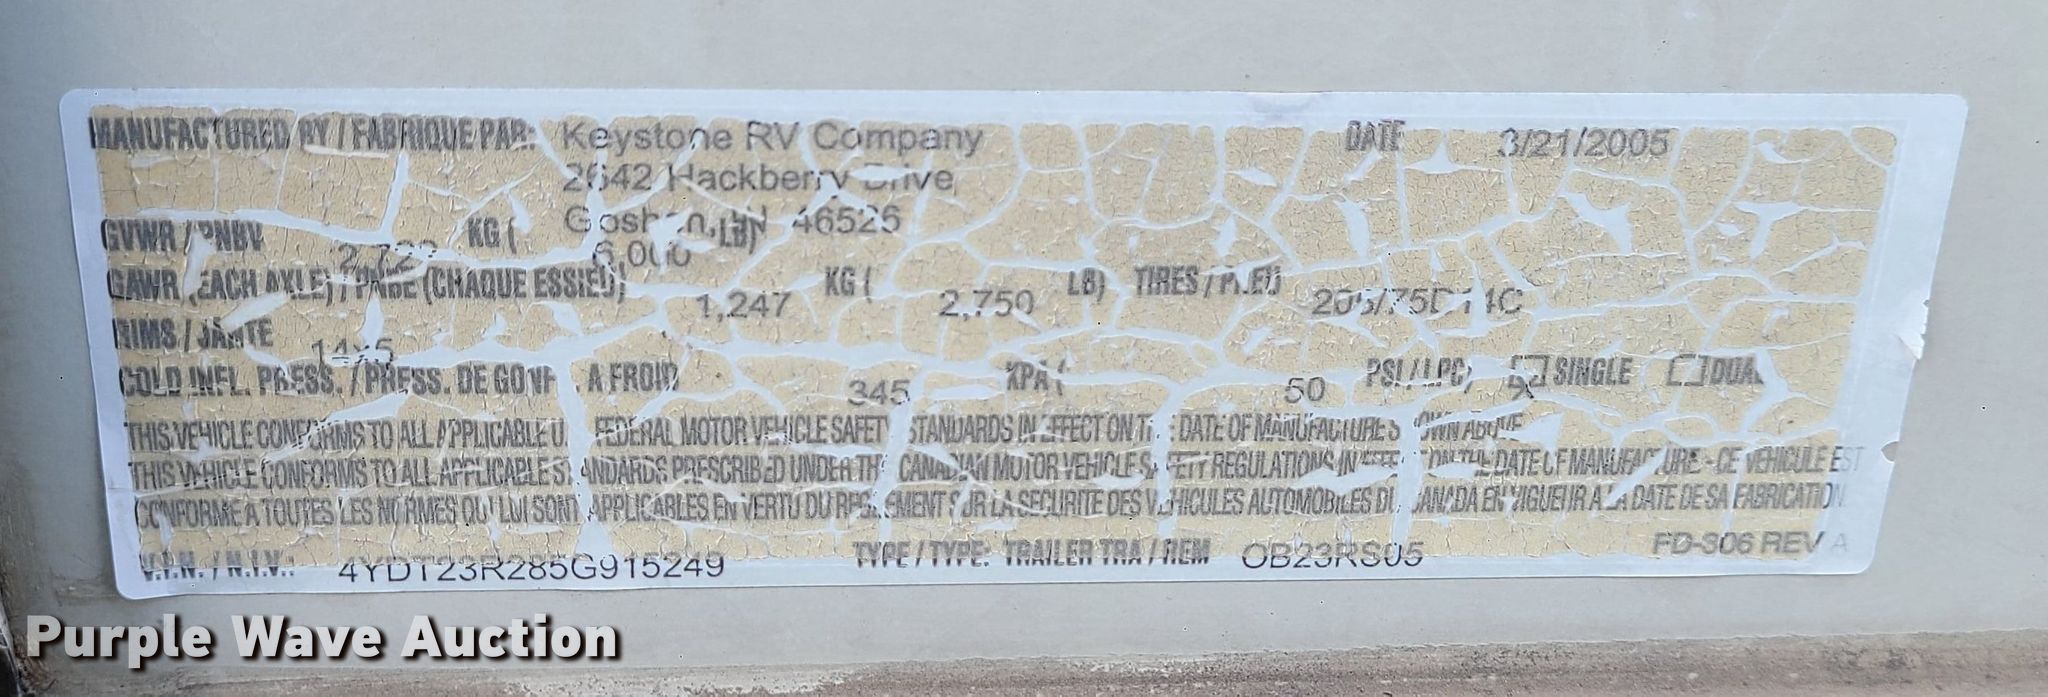 MANUFACTURED BY / FABRIQUE PAR: Keystone RV Company DATE 3/21/2005
2642 Hackberry Drive
Goshen, IN 46526
GVWR / PNBV 2,722 KG ( 6,000 LB)
GAWR (EACH AXLE) / PNBE (CHAQUE ESSIEU) 1,247 KG ( 2,750 LB) TIRES / PNEU 205/75D14C
RIMS / JANTE 14x5
COLD INFL. PRESS. / PRESS. DE GONF. A FROID 345 KPA ( 50 PSI / LPC) X SINGLE DUAL
THIS VEHICLE CONFORMS TO ALL APPLICABLE U.S. FEDERAL MOTOR VEHICLE SAFETY STANDARDS IN EFFECT ON THE DATE OF MANUFACTURE SHOWN ABOVE
THIS VEHICLE CONFORMS TO ALL APPLICABLE STANDARDS PRESCRIBED UNDER THE CANADIAN MOTOR VEHICLE SAFETY REGULATIONS IN EFFECT ON THE DATE OF MANUFACTURE - CE VEHICULE EST
CONFORME A TOUTES LES NORMES QUI LUI SONT APPLICABLES EN VERTU DU REGLEMENT SUR LA SECURITE DES VEHICULES AUTOMOBILES DU CANADA EN VIGUEUR A LA DATE DE SA FABRICATION.
V.I.N. / N.I.V.: 4YDT23R285G915249 TYPE / TYPE: TRAILER TRA / REM OB23RS05 FD-306 REV A
Purple Wave Auction